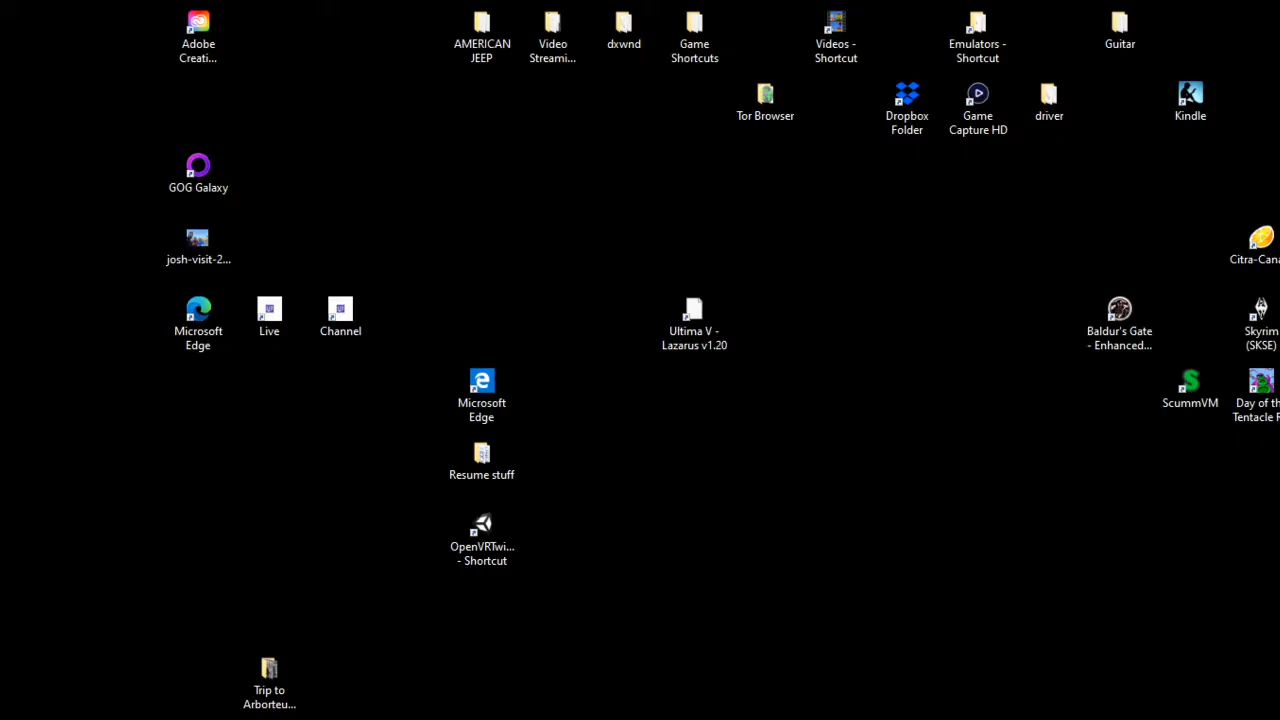 Adobe
Creati...
AMERICAN
JEEP
Video
Streami...
dxwnd
Game
Shortcuts
Videos -
Shortcut
Emulators -
Shortcut
Guitar
Tor Browser
Dropbox
Folder
Game
Capture HD
driver
Kindle
GOG Galaxy
josh-visit-2...
Citra-Cana
Microsoft
Edge
Live
Channel
Ultima V -
Lazarus v1.20
Baldur's Gate
- Enhanced...
Skyrim
(SKSE)
Microsoft
Edge
ScummVM
Day of th
Tentacle R
Resume stuff
OpenVRTwi...
- Shortcut
Trip to
Arborteu...